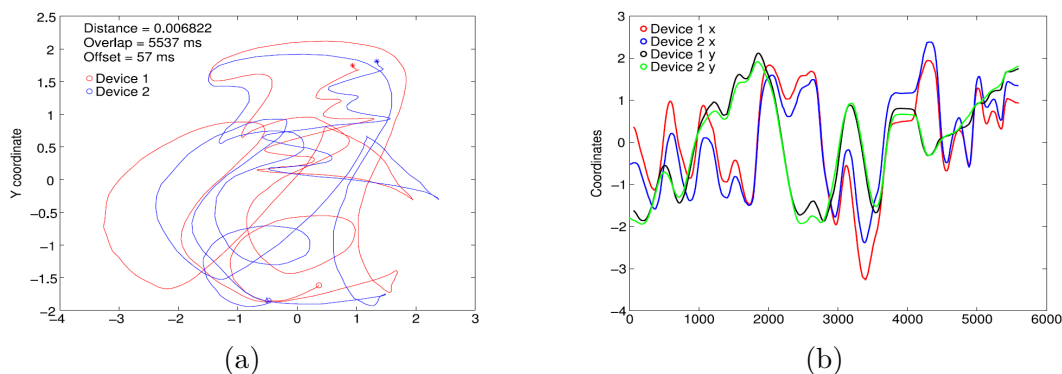 Distance = 0.006822
Overlap = 5537 ms
Offset = 57 ms
Device 1
Device 2
Y coordinate
2.5
2
1.5
1
0.5
0
−0.5
−1
−1.5
−2
−4
−3
−2
−1
0
1
2
3
(a)
Device 1 x
Device 2 x
Device 1 y
Device 2 y
Coordinates
3
2
1
0
−1
−2
−3
−4
0
1000
2000
3000
4000
5000
6000
(b)